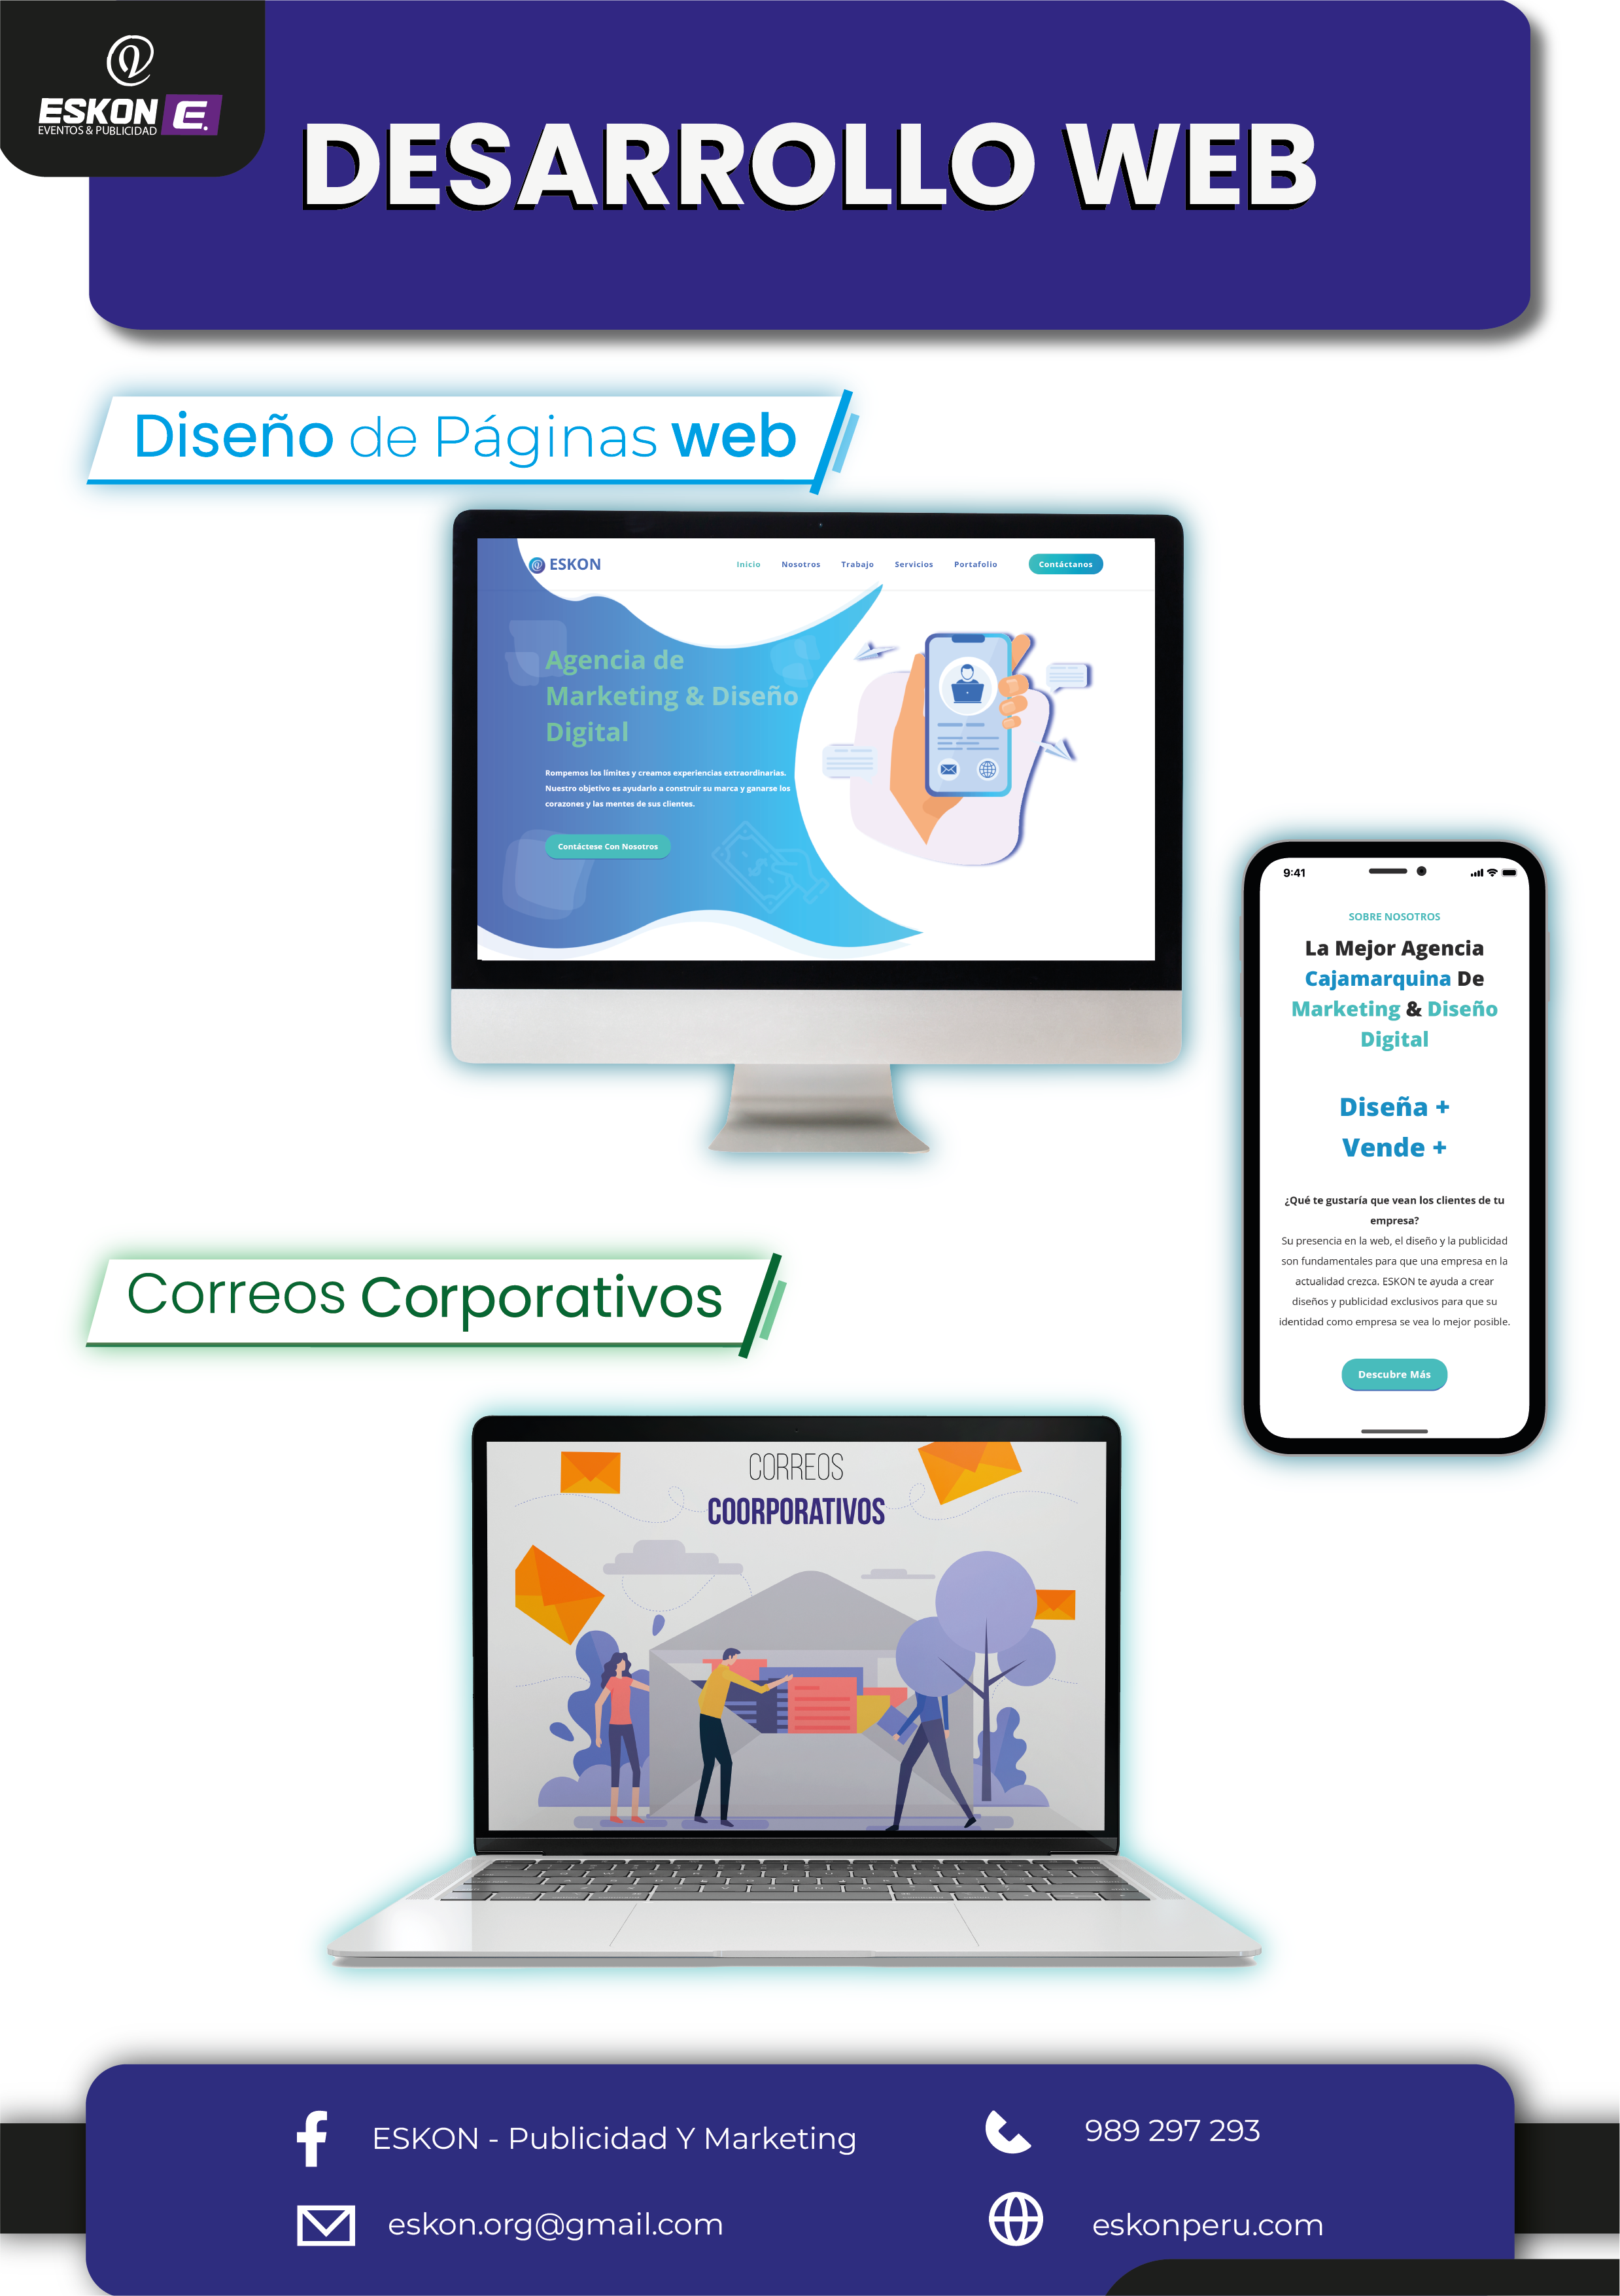 ESKON E.
EVENTOS & PUBLICIDAD
DESARROLLO WEB
Diseño de Páginas web
ESKON
Inicio Nosotros Trabajo Servicios Portafolio Contáctanos
Agencia de
Marketing & Diseño
Digital
Rompemos los límites y creamos experiencias extraordinarias.
Nuestro objetivo es ayudarlo a construir su marca y ganarse los
corazones y las mentes de sus clientes.
Contáctese Con Nosotros
9:41
SOBRE NOSOTROS
La Mejor Agencia
Cajamarquina De
Marketing & Diseño
Digital
Diseña +
Vende +
¿Qué te gustaría que vean los clientes de tu
empresa?
Su presencia en la web, el diseño y la publicidad
son fundamentales para que una empresa en la
actualidad crezca. ESKON te ayuda a crear
diseños y publicidad exclusivos para que su
identidad como empresa se vea lo mejor posible.
Descubre Más
Correos Corporativos
CORREOS
COORPORATIVOS
ESKON - Publicidad Y Marketing
989 297 293
eskon.org@gmail.com
eskonperu.com